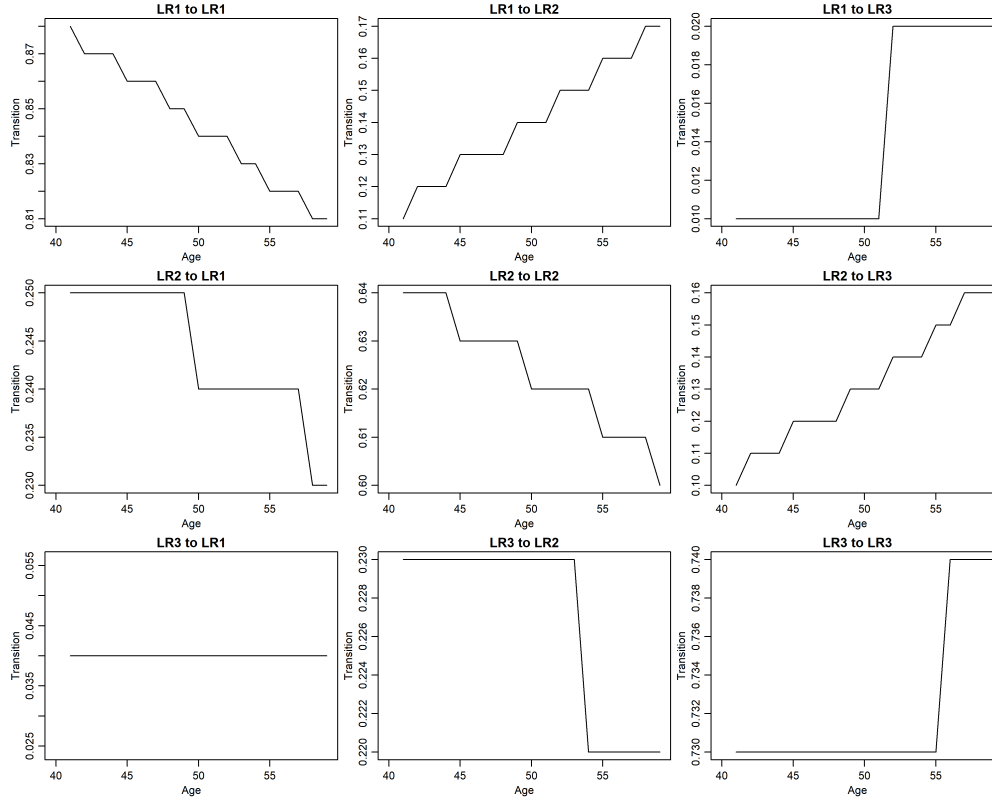 LR1 to LR1
Transition
0.81 0.83 0.85 0.87
40 45 50 55
Age
LR1 to LR2
Transition
0.11 0.12 0.13 0.14 0.15 0.16 0.17
40 45 50 55
Age
LR1 to LR3
Transition
0.010 0.012 0.014 0.016 0.018 0.020
40 45 50 55
Age
LR2 to LR1
Transition
0.230 0.235 0.240 0.245 0.250
40 45 50 55
Age
LR2 to LR2
Transition
0.60 0.61 0.62 0.63 0.64
40 45 50 55
Age
LR2 to LR3
Transition
0.10 0.11 0.12 0.13 0.14 0.15 0.16
40 45 50 55
Age
LR3 to LR1
Transition
0.025 0.035 0.045 0.055
40 45 50 55
Age
LR3 to LR2
Transition
0.220 0.222 0.224 0.226 0.228 0.230
40 45 50 55
Age
LR3 to LR3
Transition
0.730 0.732 0.734 0.736 0.738 0.740
40 45 50 55
Age